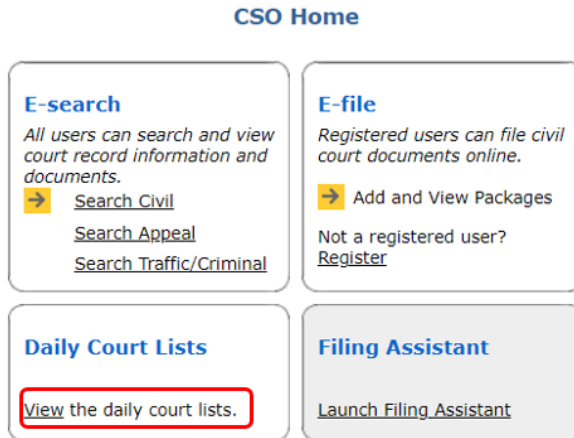 CSO Home
E-search
All users can search and view
court record information and
documents.
Search Civil
Search Appeal
Search Traffic/Criminal
E-file
Registered users can file civil
court documents online.
Add and View Packages
Not a registered user?
Register
Daily Court Lists
View the daily court lists.
Filing Assistant
Launch Filing Assistant